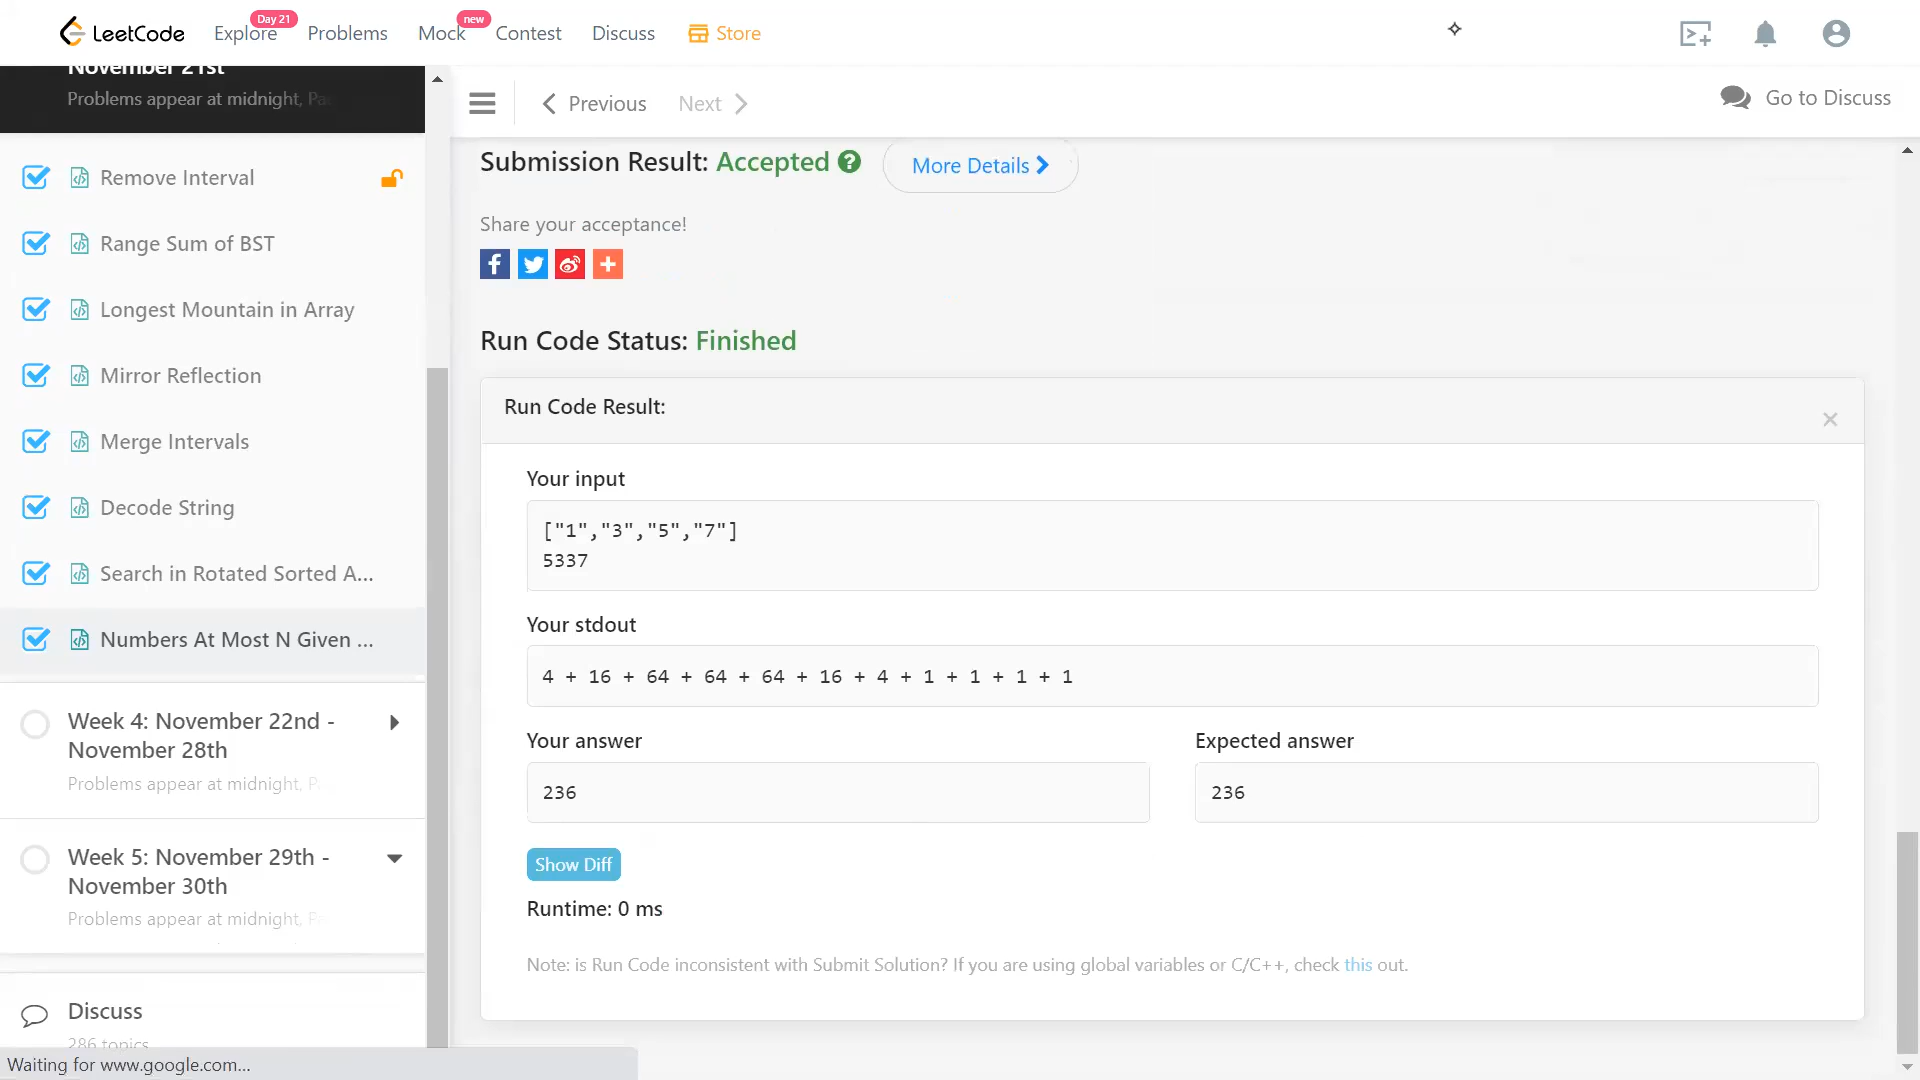 LeetCode
Explore
Day 21
Problems
Mock
new
Contest
Discuss
Store
November 21st
Problems appear at midnight,
Remove Interval
Range Sum of BST
Longest Mountain in Array
Mirror Reflection
Merge Intervals
Decode String
Search in Rotated Sorted A...
Numbers At Most N Given ...
Week 4: November 22nd -
November 28th
Problems appear at midnight,
Week 5: November 29th -
November 30th
Problems appear at midnight,
Discuss
286 topics
Waiting for www.google.com...
Previous
Next
Go to Discuss
Submission Result: Accepted
More Details
Share your acceptance!
Run Code Status: Finished
Run Code Result:
Your input
["1","3","5","7"]
5337
Your stdout
4 + 16 + 64 + 64 + 64 + 16 + 4 + 1 + 1 + 1 + 1
Your answer
236
Expected answer
236
Show Diff
Runtime: 0 ms
Note: is Run Code inconsistent with Submit Solution? If you are using global variables or C/C++, check this out.